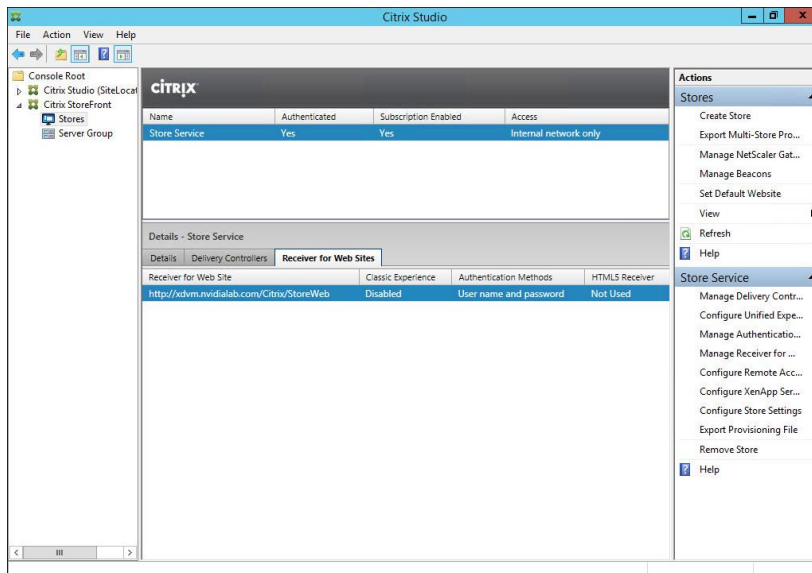 Citrix Studio
File Action View Help
Console Root
Citrix Studio (SiteLocat
Citrix StoreFront
Stores
Server Group
CİTRIX
Name Authenticated Subscription Enabled Access
Store Service Yes Yes Internal network only
Details - Store Service
Details Delivery Controllers Receiver for Web Sites
Receiver for Web Site Classic Experience Authentication Methods HTML5 Receiver
http://xdvm.nvidialab.com/Citrix/StoreWeb Disabled User name and password Not Used
Actions
Stores
Create Store
Export Multi-Store Pro...
Manage NetScaler Gat...
Manage Beacons
Set Default Website
View
Refresh
Help
Store Service
Manage Delivery Contr...
Configure Unified Expe...
Manage Authenticatio...
Manage Receiver for ...
Configure Remote Acc...
Configure XenApp Ser...
Configure Store Settings
Export Provisioning File
Remove Store
Help